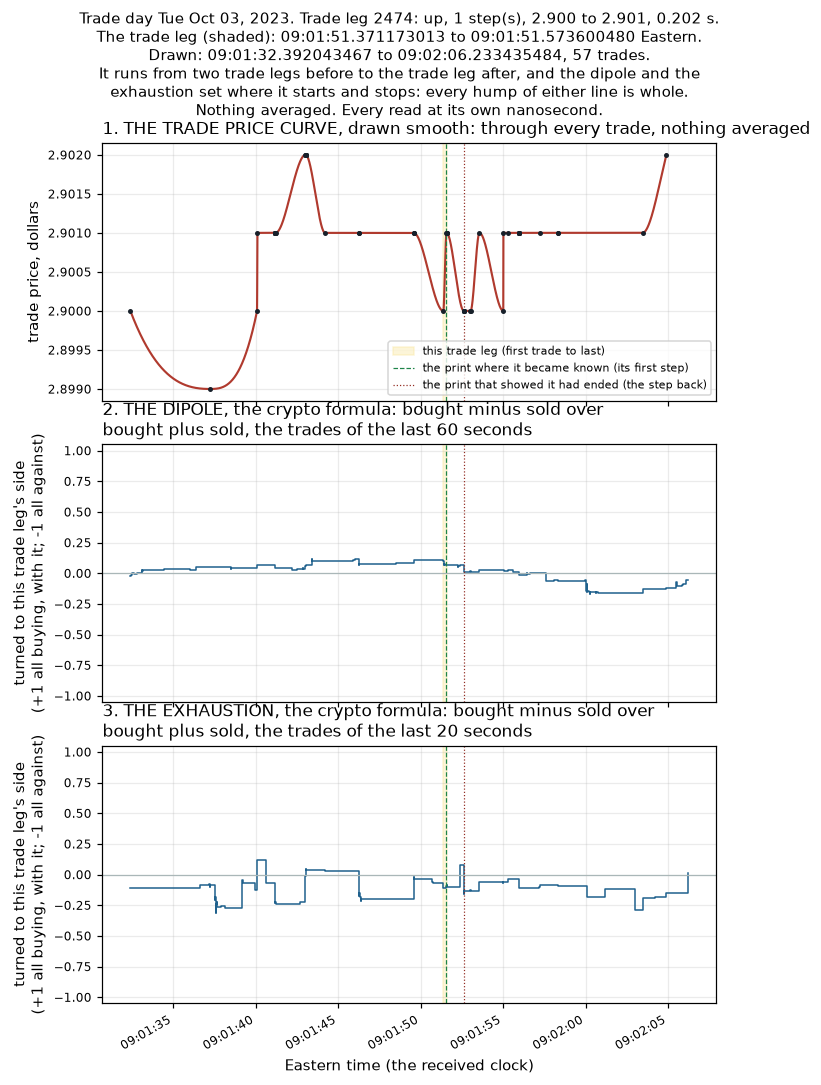 Trade day Tue Oct 03, 2023. Trade leg 2474: up, 1 step(s), 2.900 to 2.901, 0.202 s.
The trade leg (shaded): 09:01:51.371173013 to 09:01:51.573600480 Eastern.
Drawn: 09:01:32.392043467 to 09:02:06.233435484, 57 trades.
It runs from two trade legs before to the trade leg after, and the dipole and the
exhaustion set where it starts and stops: every hump of either line is whole.
Nothing averaged. Every read at its own nanosecond.
1. THE TRADE PRICE CURVE, drawn smooth: through every trade, nothing averaged
trade price, dollars
2.9020
2.9015
2.9010
2.9005
2.9000
2.8995
2.8990
this trade leg (first trade to last)
the print where it became known (its first step)
the print that showed it had ended (the step back)
2. THE DIPOLE, the crypto formula: bought minus sold over
bought plus sold, the trades of the last 60 seconds
turned to this trade leg's side
(+1 all buying, with it; -1 all against)
1.00
0.75
0.50
0.25
0.00
−0.25
−0.50
−0.75
−1.00
3. THE EXHAUSTION, the crypto formula: bought minus sold over
bought plus sold, the trades of the last 20 seconds
turned to this trade leg's side
(+1 all buying, with it; -1 all against)
1.00
0.75
0.50
0.25
0.00
−0.25
−0.50
−0.75
−1.00
09:01:35
09:01:40
09:01:45
09:01:50
09:01:55
09:02:00
09:02:05
Eastern time (the received clock)